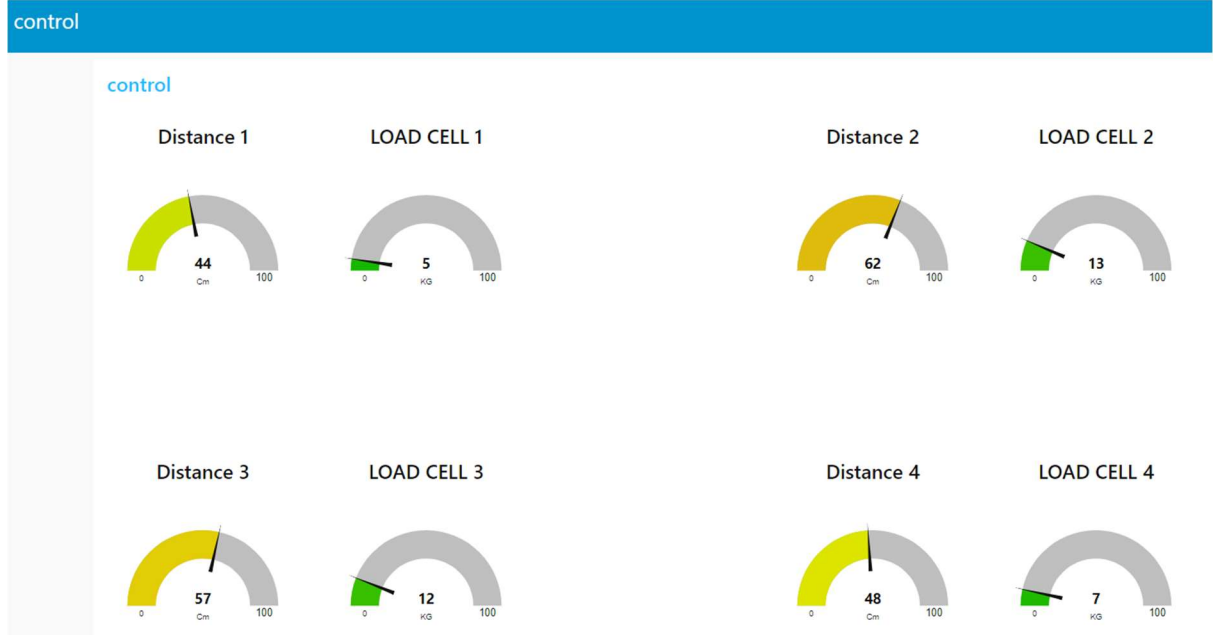 control
control
Distance 1
LOAD CELL 1
Distance 2
LOAD CELL 2
44
Cm
0
100
5
KG
0
100
62
Cm
0
100
13
KG
0
100
Distance 3
LOAD CELL 3
Distance 4
LOAD CELL 4
57
Cm
0
100
12
KG
0
100
48
Cm
0
100
7
KG
0
100